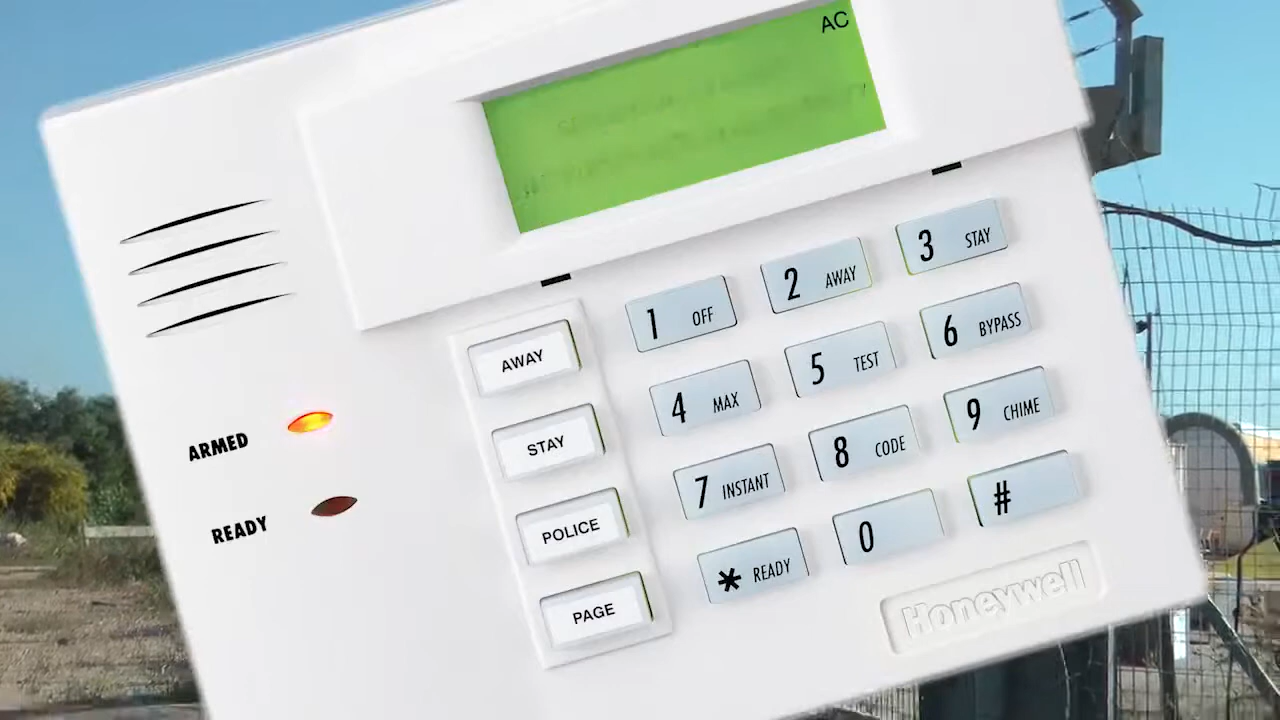 AC
1 OFF
2 AWAY
3 STAY
4 MAX
5 TEST
6 BYPASS
7 INSTANT
8 CODE
9 CHIME
* READY
0
#
AWAY
STAY
POLICE
PAGE
ARMED
READY
Honeywell